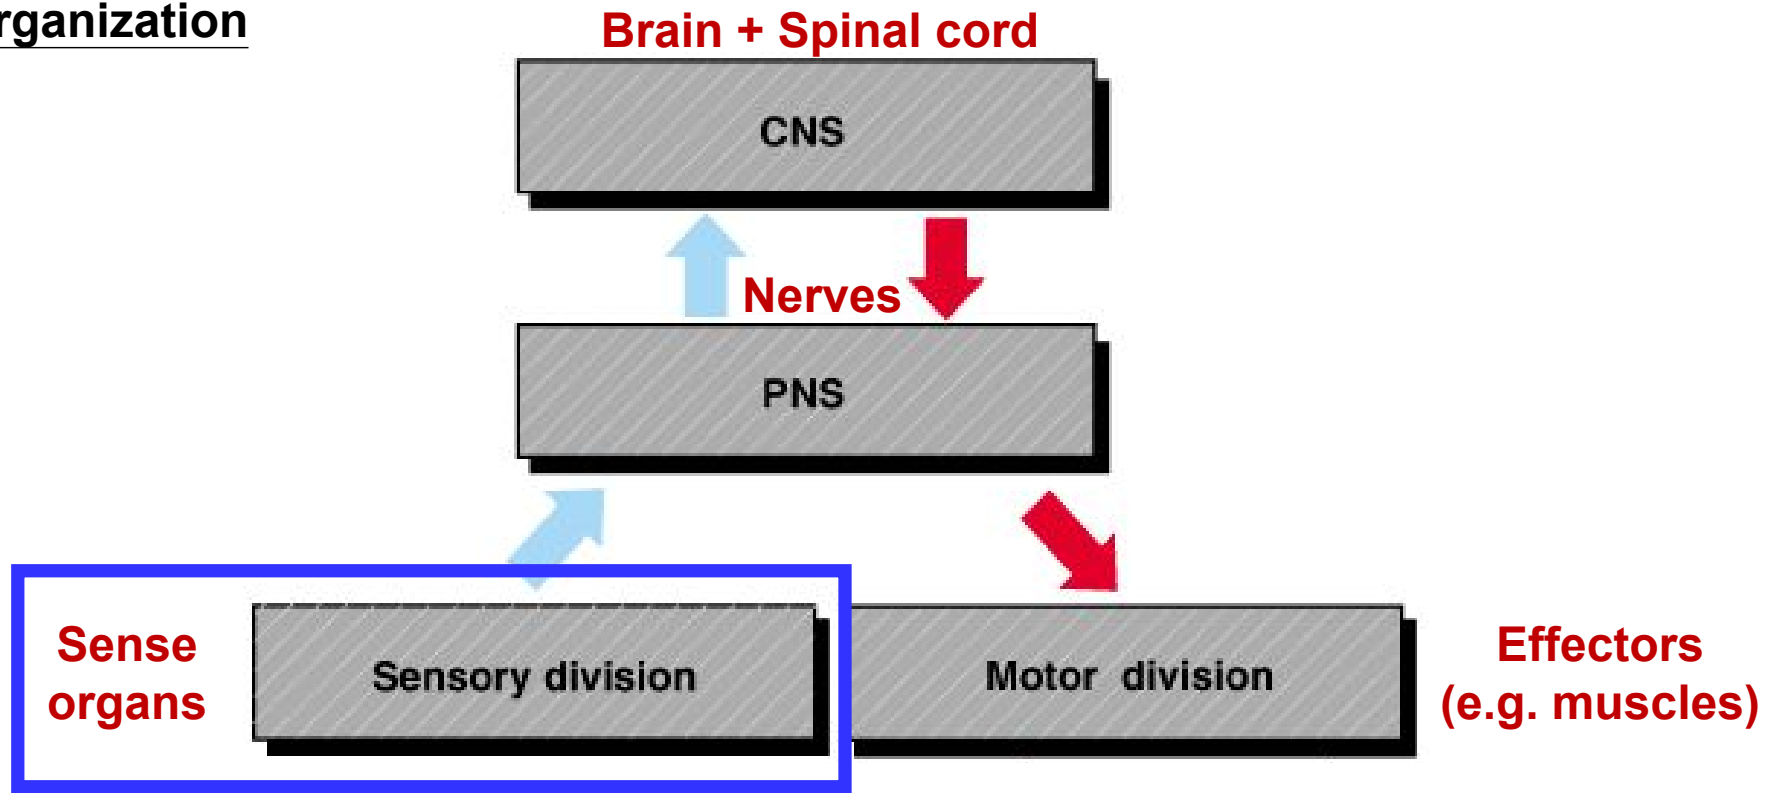 rganization
Brain + Spinal cord
CNS
Nerves
PNS
Sense
organs
Sensory division
Motor division
Effectors
(e.g. muscles)